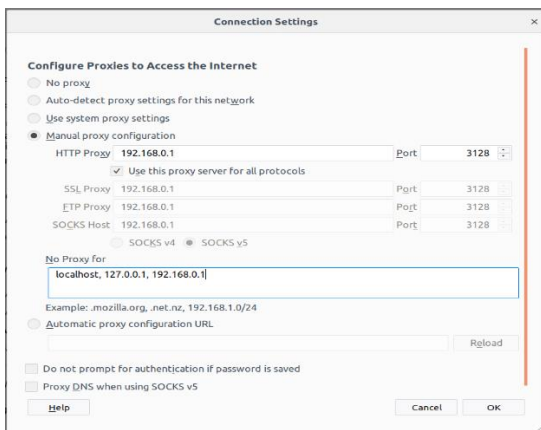 Connection Settings
Configure Proxies to Access the Internet
No proxy
Auto-detect proxy settings for this network
Use system proxy settings
Manual proxy configuration
HTTP Proxy 192.168.0.1 Port 3128
Use this proxy server for all protocols
SSL Proxy 192.168.0.1 Port 3128
FTP Proxy 192.168.0.1 Port 3128
SOCKS Host 192.168.0.1 Port 3128
SOCKS v4 SOCKS v5
No Proxy for
localhost, 127.0.0.1, 192.168.0.1
Example: .mozilla.org, .net.nz, 192.168.1.0/24
Automatic proxy configuration URL
Reload
Do not prompt for authentication if password is saved
Proxy DNS when using SOCKS v5
Help Cancel OK